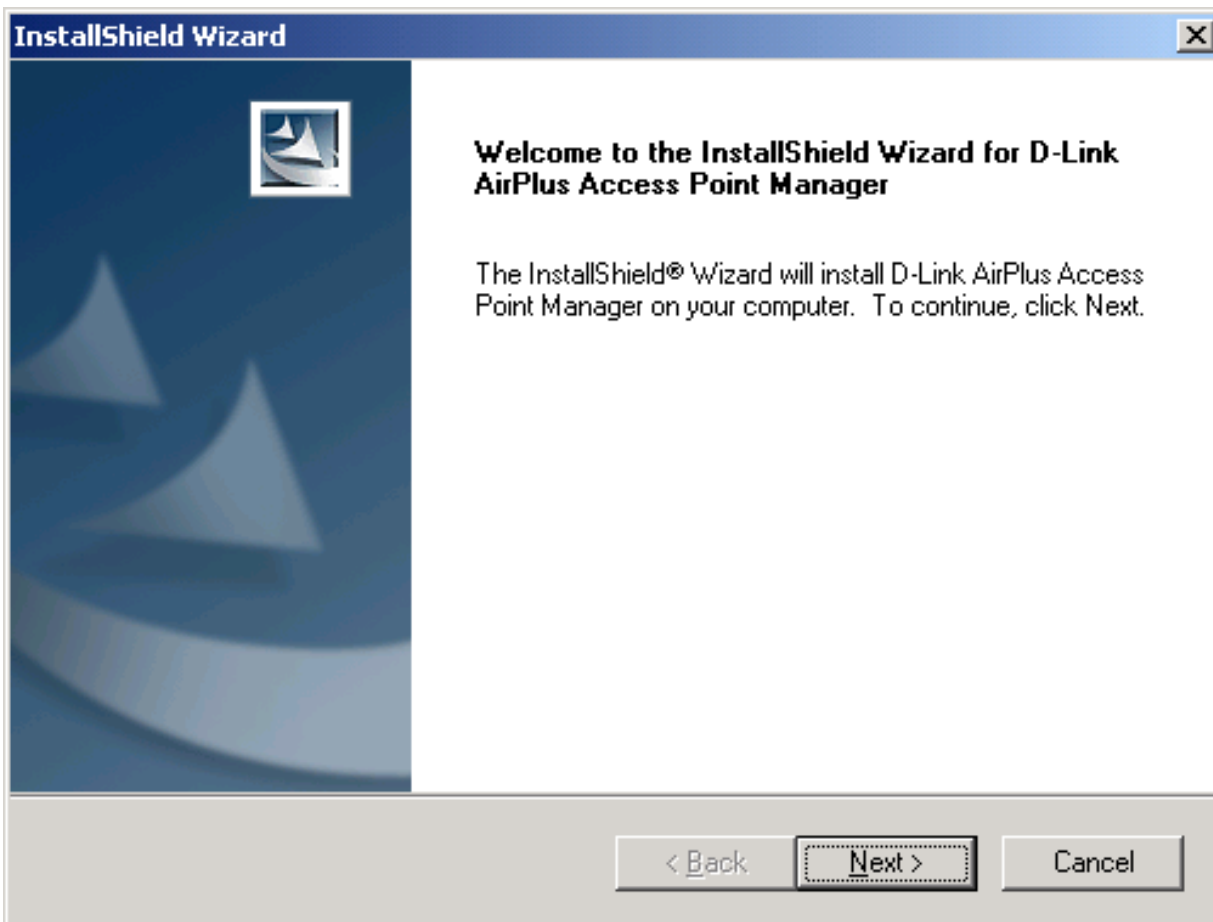 InstallShield Wizard
Welcome to the InstallShield Wizard for D-Link
AirPlus Access Point Manager
The InstallShield® Wizard will install D-Link AirPlus Access
Point Manager on your computer.  To continue, click Next.
< Back
Next >
Cancel